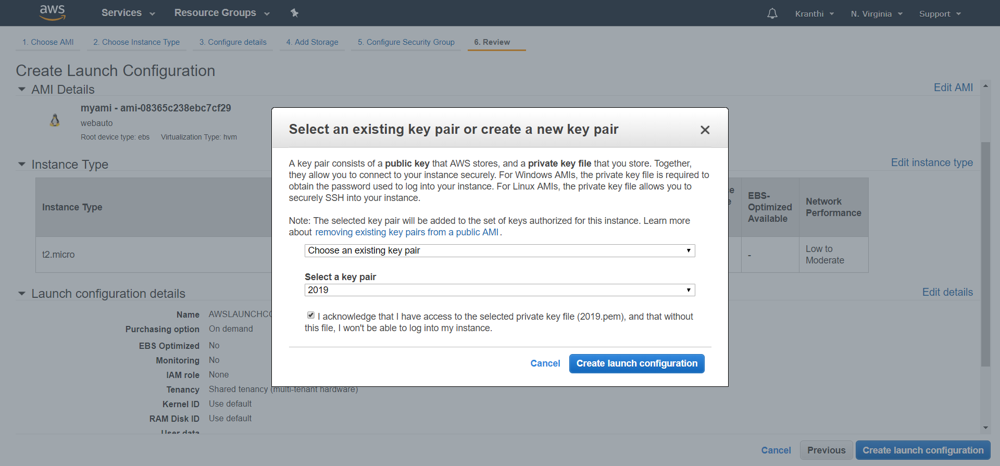 aws
Services
Resource Groups
Kranthi
N. Virginia
Support
1. Choose AMI
2. Choose Instance Type
3. Configure details
4. Add Storage
5. Configure Security Group
6. Review
Create Launch Configuration
AMI Details
Edit AMI
myami - ami-08365c238ebc7cf29
webauto
Root device type: ebs Virtualization Type: hvm
Instance Type
Edit instance type
Instance Type
EBS-
Optimized
Available
Network
Performance
t2.micro
-
Low to
Moderate
Launch configuration details
Edit details
Name AWSLAUNCHCO
Purchasing option On demand
EBS Optimized No
Monitoring No
IAM role None
Tenancy Shared tenancy (multi-tenant hardware)
Kernel ID Use default
RAM Disk ID Use default
User data
Select an existing key pair or create a new key pair
A key pair consists of a public key that AWS stores, and a private key file that you store. Together,
they allow you to connect to your instance securely. For Windows AMIs, the private key file is required to
obtain the password used to log into your instance. For Linux AMIs, the private key file allows you to
securely SSH into your instance.
Note: The selected key pair will be added to the set of keys authorized for this instance. Learn more
about removing existing key pairs from a public AMI.
Choose an existing key pair
Select a key pair
2019
I acknowledge that I have access to the selected private key file (2019.pem), and that without
this file, I won't be able to log into my instance.
Cancel
Create launch configuration
Cancel
Previous
Create launch configuration